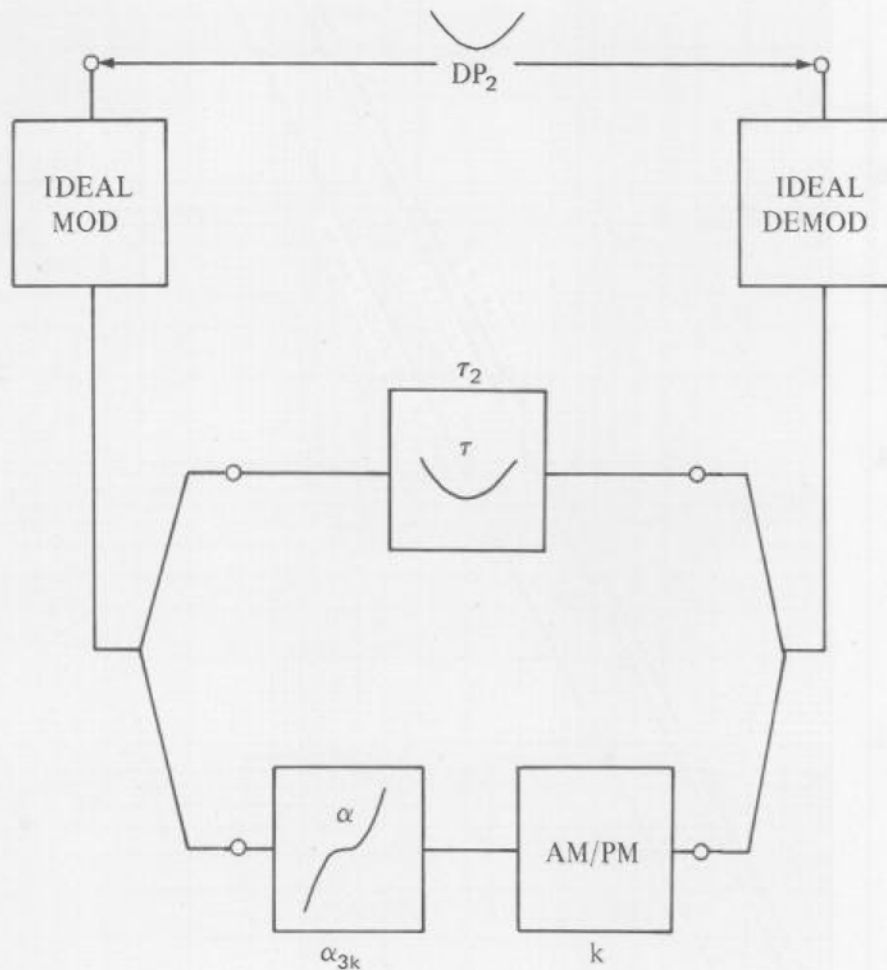 DP₂
IDEAL
MOD
IDEAL
DEMOD
τ₂
τ
α
AM/PM
α₃ₖ
k